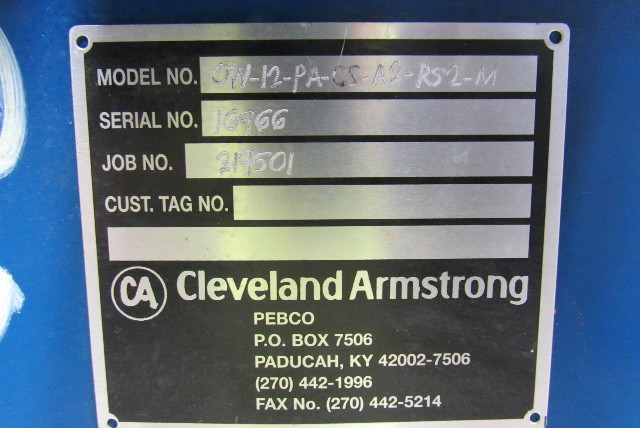 MODEL NO. CW-12-PA-CS-A2-RS2-M
SERIAL NO. 16966
JOB NO. 219501
CUST. TAG NO.
CA Cleveland Armstrong
PEBCO
P.O. BOX 7506
PADUCAH, KY 42002-7506
(270) 442-1996
FAX No. (270) 442-5214